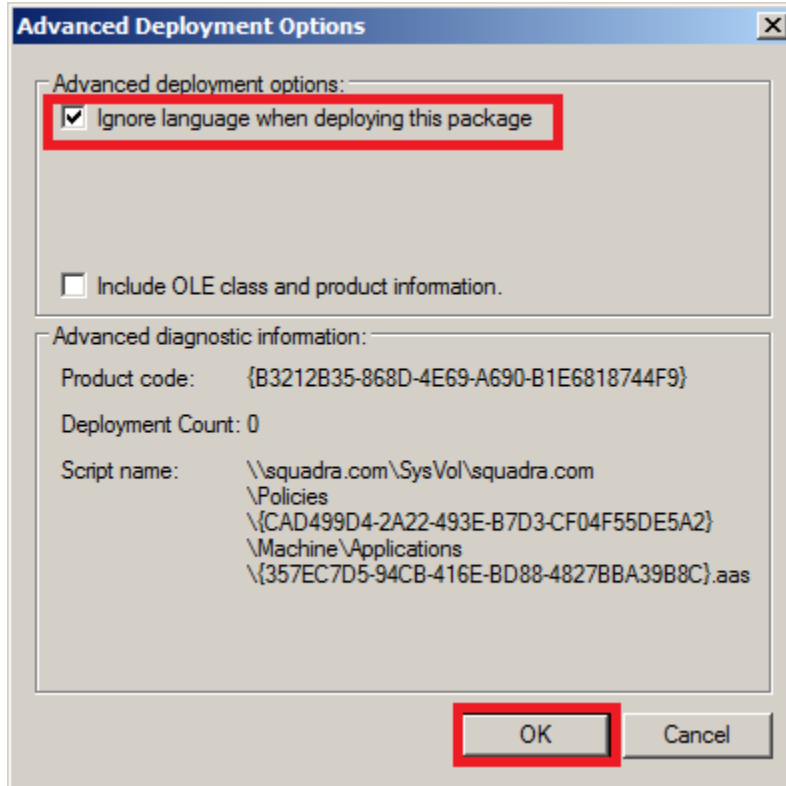 Advanced Deployment Options
Advanced deployment options:
Ignore language when deploying this package
Include OLE class and product information.
Advanced diagnostic information:
Product code: {B3212B35-868D-4E69-A690-B1E6818744F9}
Deployment Count: 0
Script name: \\squadra.com\SysVol\squadra.com
\Policies
\{CAD499D4-2A22-493E-B7D3-CF04F55DE5A2}
\Machine\Applications
\{357EC7D5-94CB-416E-BD88-4827BBA39B8C}.aas
OK Cancel